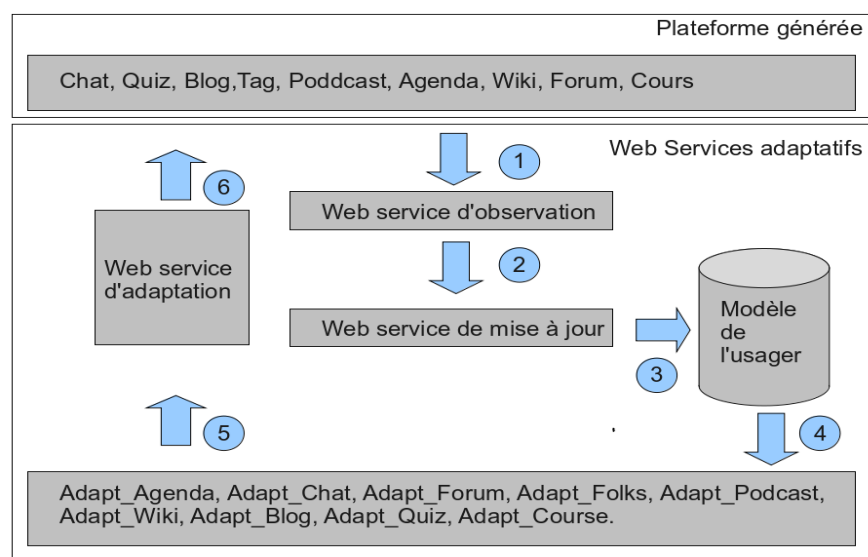 Plateforme générée
Chat, Quiz, Blog,Tag, Poddcast, Agenda, Wiki, Forum, Cours
Web Services adaptatifs
1
6
Web service d'observation
2
Web service
d'adaptation
Modèle
de
l'usager
Web service de mise à jour
3
5
4
Adapt_Agenda, Adapt_Chat, Adapt_Forum, Adapt_Folks, Adapt_Podcast,
Adapt_Wiki, Adapt_Blog, Adapt_Quiz, Adapt_Course.